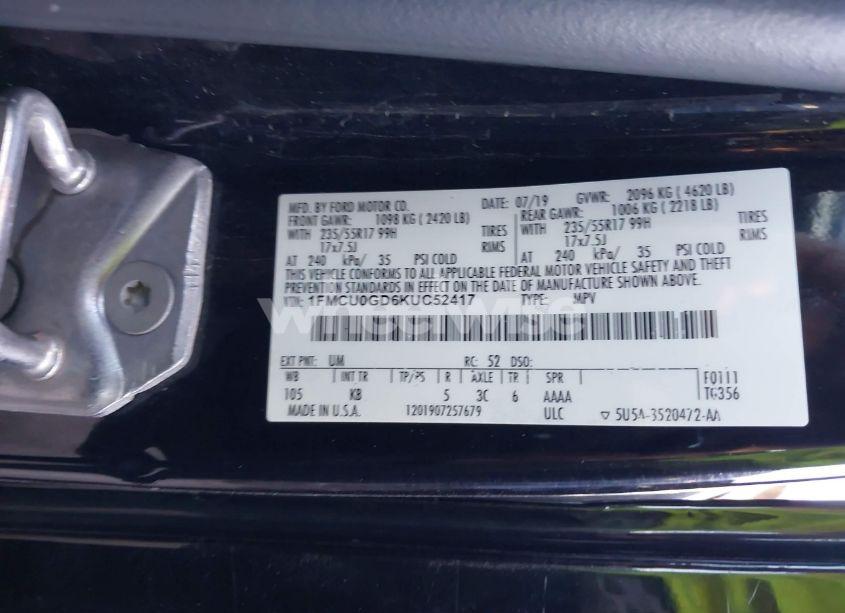 MFD. BY FORD MOTOR CO. DATE: 07/19 GVWR: 2096 KG ( 4620 LB)
FRONT GAWR: 1098 KG ( 2420 LB) REAR GAWR: 1006 KG ( 2218 LB)
WITH 235/55R17 99H TIRES WITH 235/55R17 99H TIRES
17x7.5J RIMS 17x7.5J RIMS
AT 240 kPa/ 35 PSI COLD AT 240 kPa/ 35 PSI COLD
THIS VEHICLE CONFORMS TO ALL APPLICABLE FEDERAL MOTOR VEHICLE SAFETY AND THEFT
PREVENTION STANDARDS IN EFFECT ON THE DATE OF MANUFACTURE SHOWN ABOVE.
VIN: 1FMCU0GD6KUC52417 TYPE: MPV
wheelwise
EXT PNT: UM RC: 52 DSO:
WB INT TR TP/PS R AXLE TR SPR F0111
105 KB 5 3C 6 AAAA TG356
MADE IN U.S.A. 1201907257679 ULC ▽ 5U5A-3520472-AA